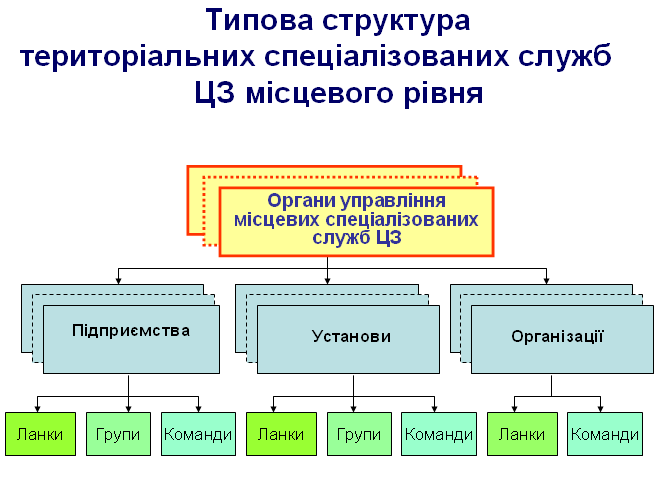 Типова структура
територіальних спеціалізованих служб
ЦЗ місцевого рівня
Органи управління
місцевих спеціалізованих
служб ЦЗ
Підприємства
Установи
Організації
Ланки
Групи
Команди
Ланки
Групи
Команди
Ланки
Команди